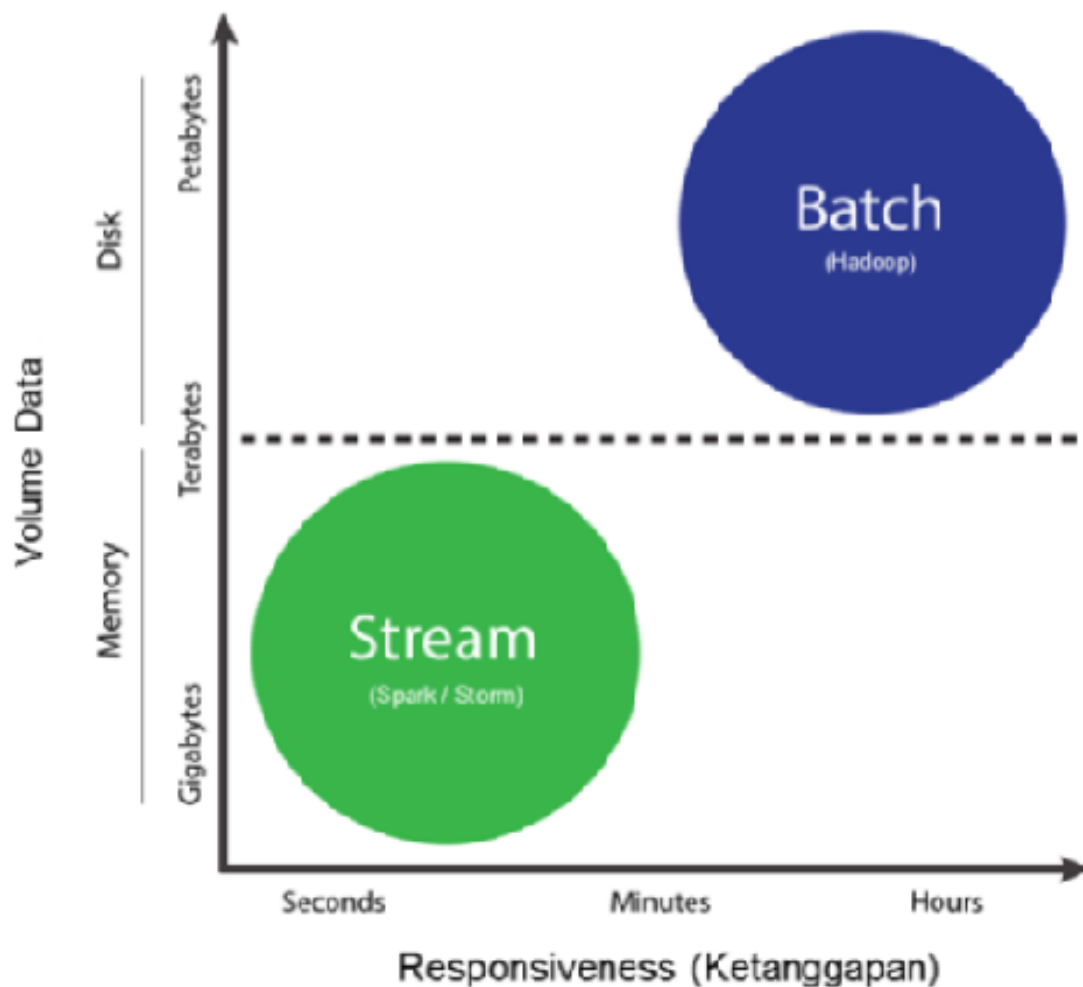 Volume Data
Disk
Memory
Petabytes
Terabytes
Gigabytes
Batch
(Hadoop)
Stream
(Spark / Storm)
Seconds
Minutes
Hours
Responsiveness (Ketanggapan)